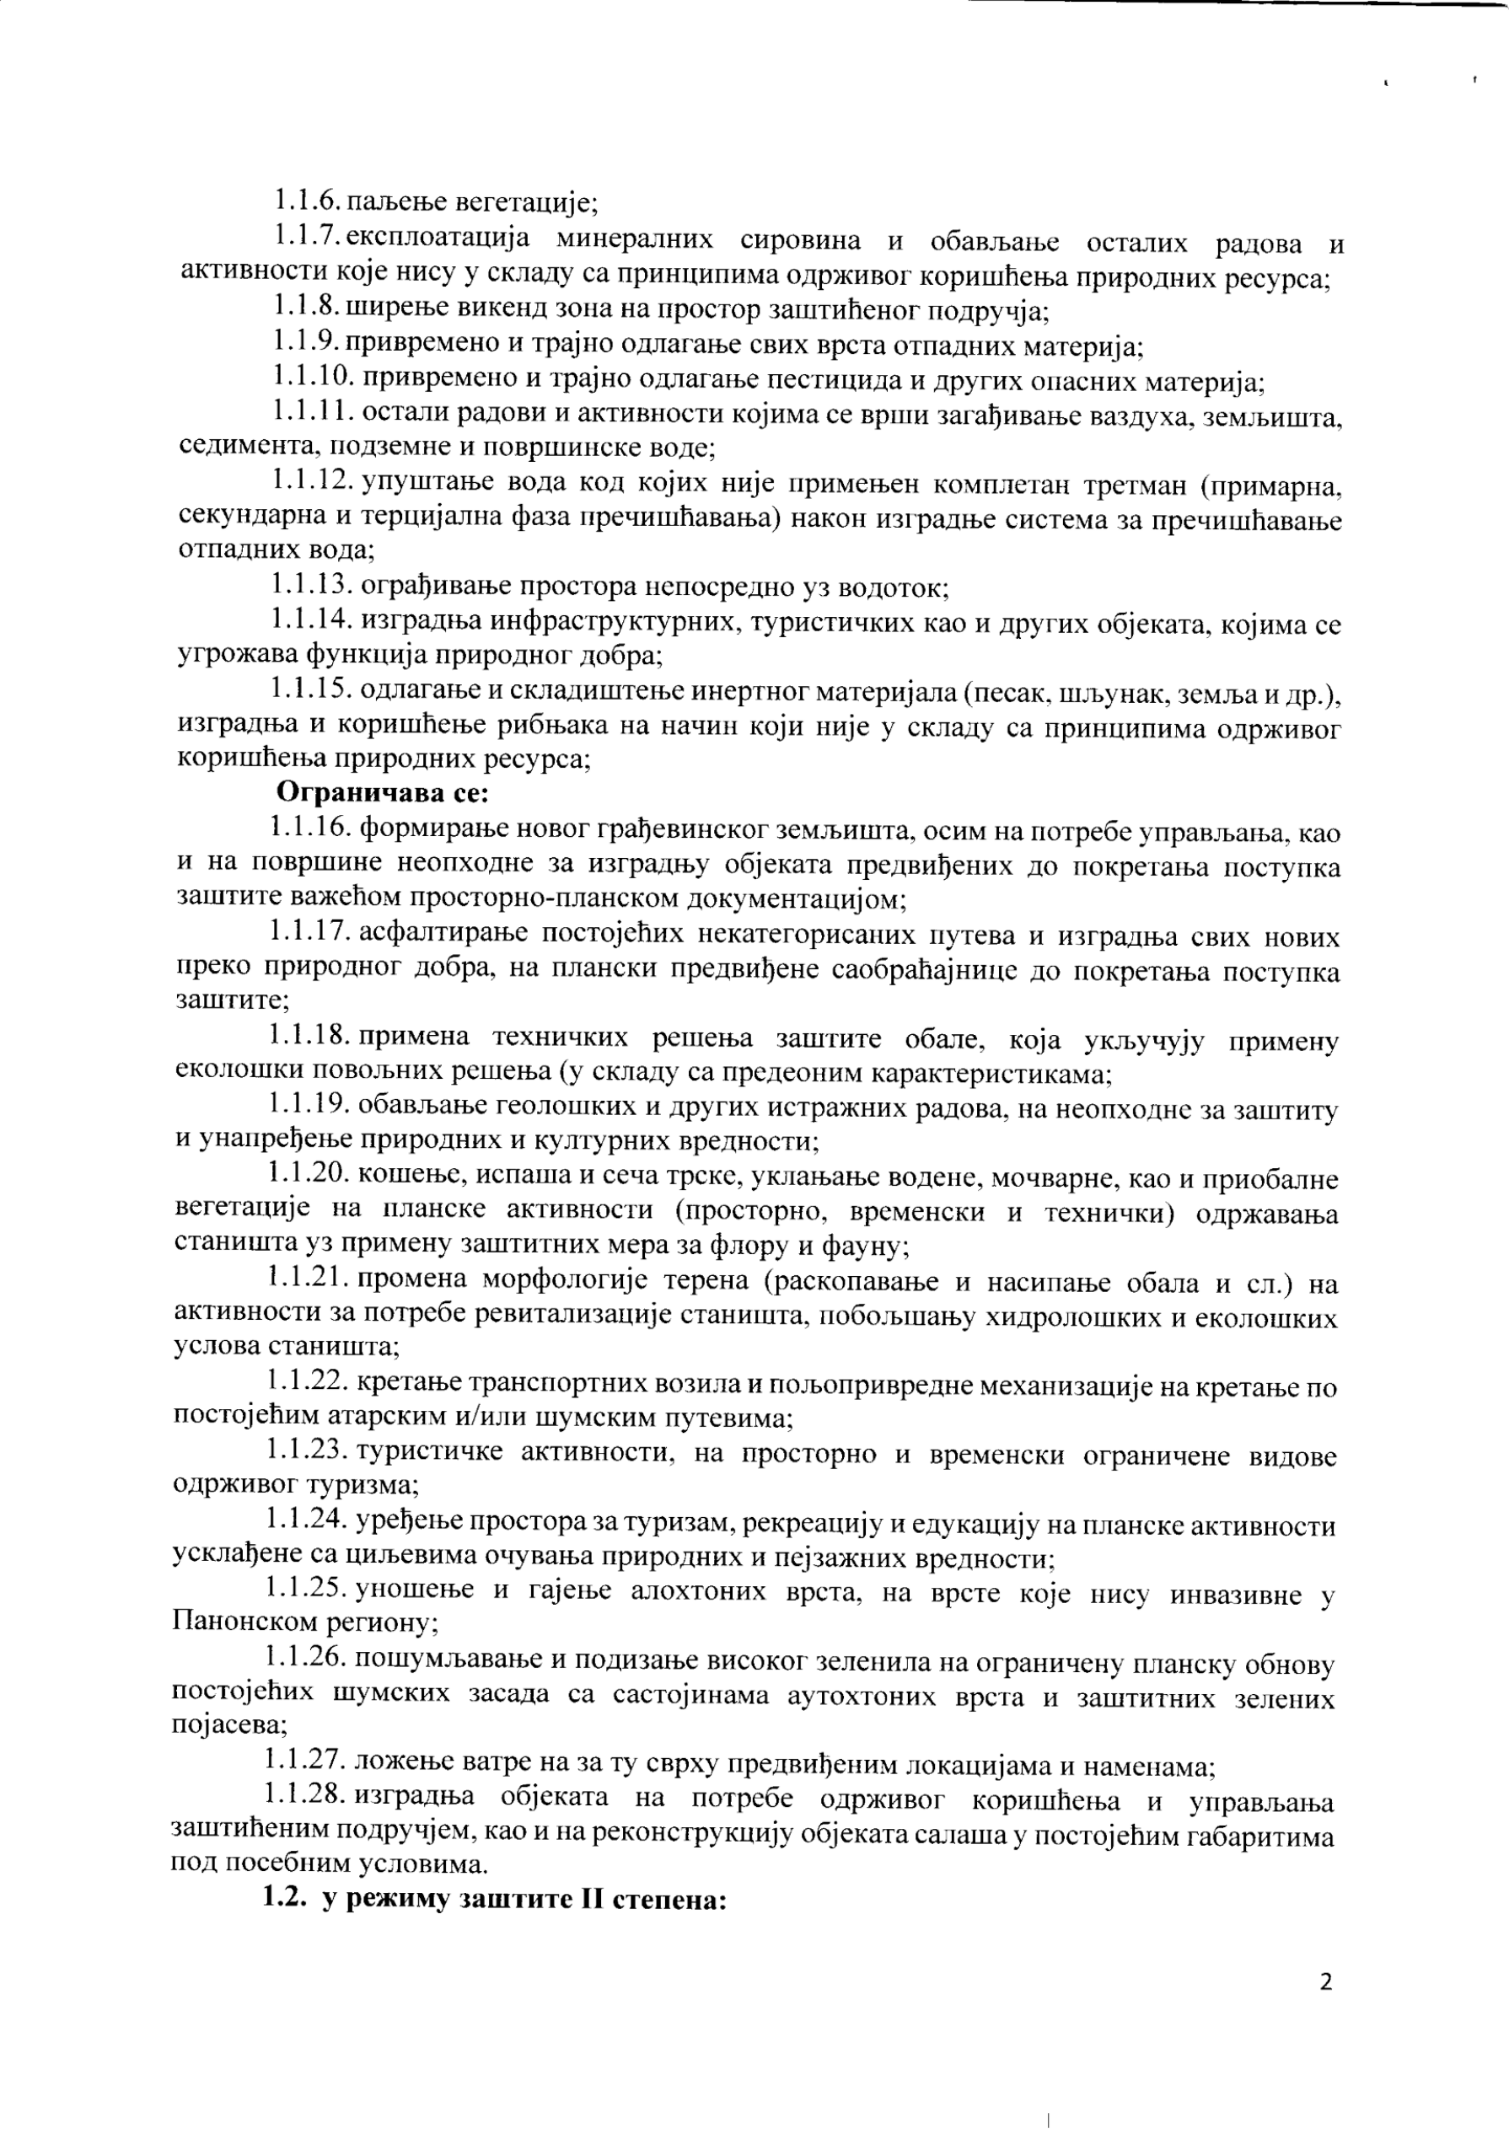 1.1.6. паљење вегетације;
1.1.7. експлоатација минералних сировина и обављање осталих радова и
активности које нису у складу са принципима одрживог коришћења природних ресурса;
1.1.8. ширење викенд зона на простор заштићеног подручја;
1.1.9. привремено и трајно одлагање свих врста отпадних материја;
1.1.10. привремено и трајно одлагање пестицида и других опасних материја;
1.1.11. остали радови и активности којима се врши загађивање ваздуха, земљишта,
седимента, подземне и површинске воде;
1.1.12. упуштање вода код којих није примењен комплетан третман (примарна,
секундарна и терцијална фаза пречишћавања) након изградње система за пречишћавање
отпадних вода;
1.1.13. ограђивање простора непосредно уз водоток;
1.1.14. изградња инфраструктурних, туристичких као и других објеката, којима се
угрожава функција природног добра;
1.1.15. одлагање и складиштење инертног материјала (песак, шљунак, земља и др.),
изградња и коришћење рибњака на начин који није у складу са принципима одрживог
коришћења природних ресурса;
Ограничава се:
1.1.16. формирање новог грађевинског земљишта, осим на потребе управљања, као
и на површине неопходне за изградњу објеката предвиђених до покретања поступка
заштите важећом просторно-планском документацијом;
1.1.17. асфалтирање постојећих некатегорисаних путева и изградња свих нових
преко природног добра, на плански предвиђене саобраћајнице до покретања поступка
заштите;
1.1.18. примена техничких решења заштите обале, која укључују примену
еколошки повољних решења (у складу са предеоним карактеристикама;
1.1.19. обављање геолошких и других истражних радова, на неопходне за заштиту
и унапређење природних и културних вредности;
1.1.20. кошење, испаша и сеча трске, уклањање водене, мочварне, као и приобалне
вегетације на планске активности (просторно, временски и технички) одржавања
станишта уз примену заштитних мера за флору и фауну;
1.1.21. промена морфологије терена (раскопавање и насипање обала и сл.) на
активности за потребе ревитализације станишта, побољшању хидролошких и еколошких
услова станишта;
1.1.22. кретање транспортних возила и пољопривредне механизације на кретање по
постојећим атарским и/или шумским путевима;
1.1.23. туристичке активности, на просторно и временски ограничене видове
одрживог туризма;
1.1.24. уређење простора за туризам, рекреацију и едукацију на планске активности
усклађене са циљевима очувања природних и пејзажних вредности;
1.1.25. уношење и гајење алохтоних врста, на врсте које нису инвазивне у
Панонском региону;
1.1.26. пошумљавање и подизање високог зеленила на ограничену планску обнову
постојећих шумских засада са састојинама аутохтоних врста и заштитних зелених
појасева;
1.1.27. ложење ватре на за ту сврху предвиђеним локацијама и наменама;
1.1.28. изградња објеката на потребе одрживог коришћења и управљања
заштићеним подручјем, као и на реконструкцију објеката салаша у постојећим габаритима
под посебним условима.
1.2. у режиму заштите II степена:
2